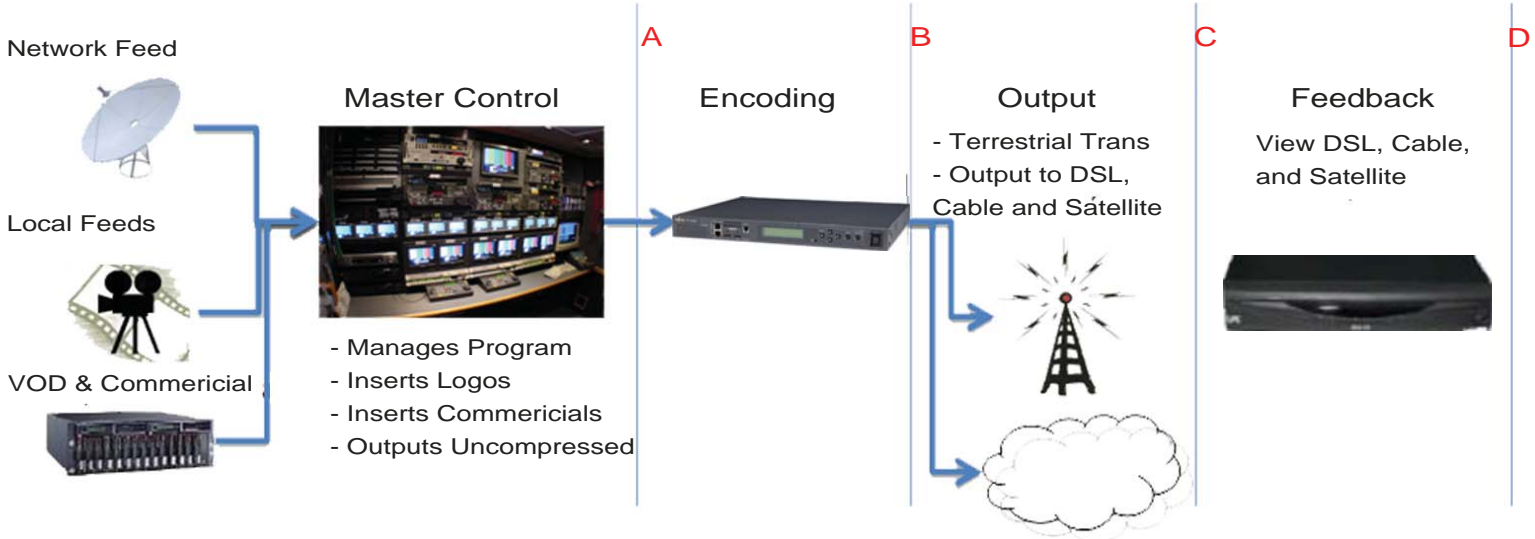 A
B
C
D
Network Feed
Master Control
Encoding
Output
Feedback
- Terrestrial Trans
- Output to DSL,
Cable and Satellite
View DSL, Cable,
and Satellite
Local Feeds
VOD & Commericial
- Manages Program
- Inserts Logos
- Inserts Commericials
- Outputs Uncompressed